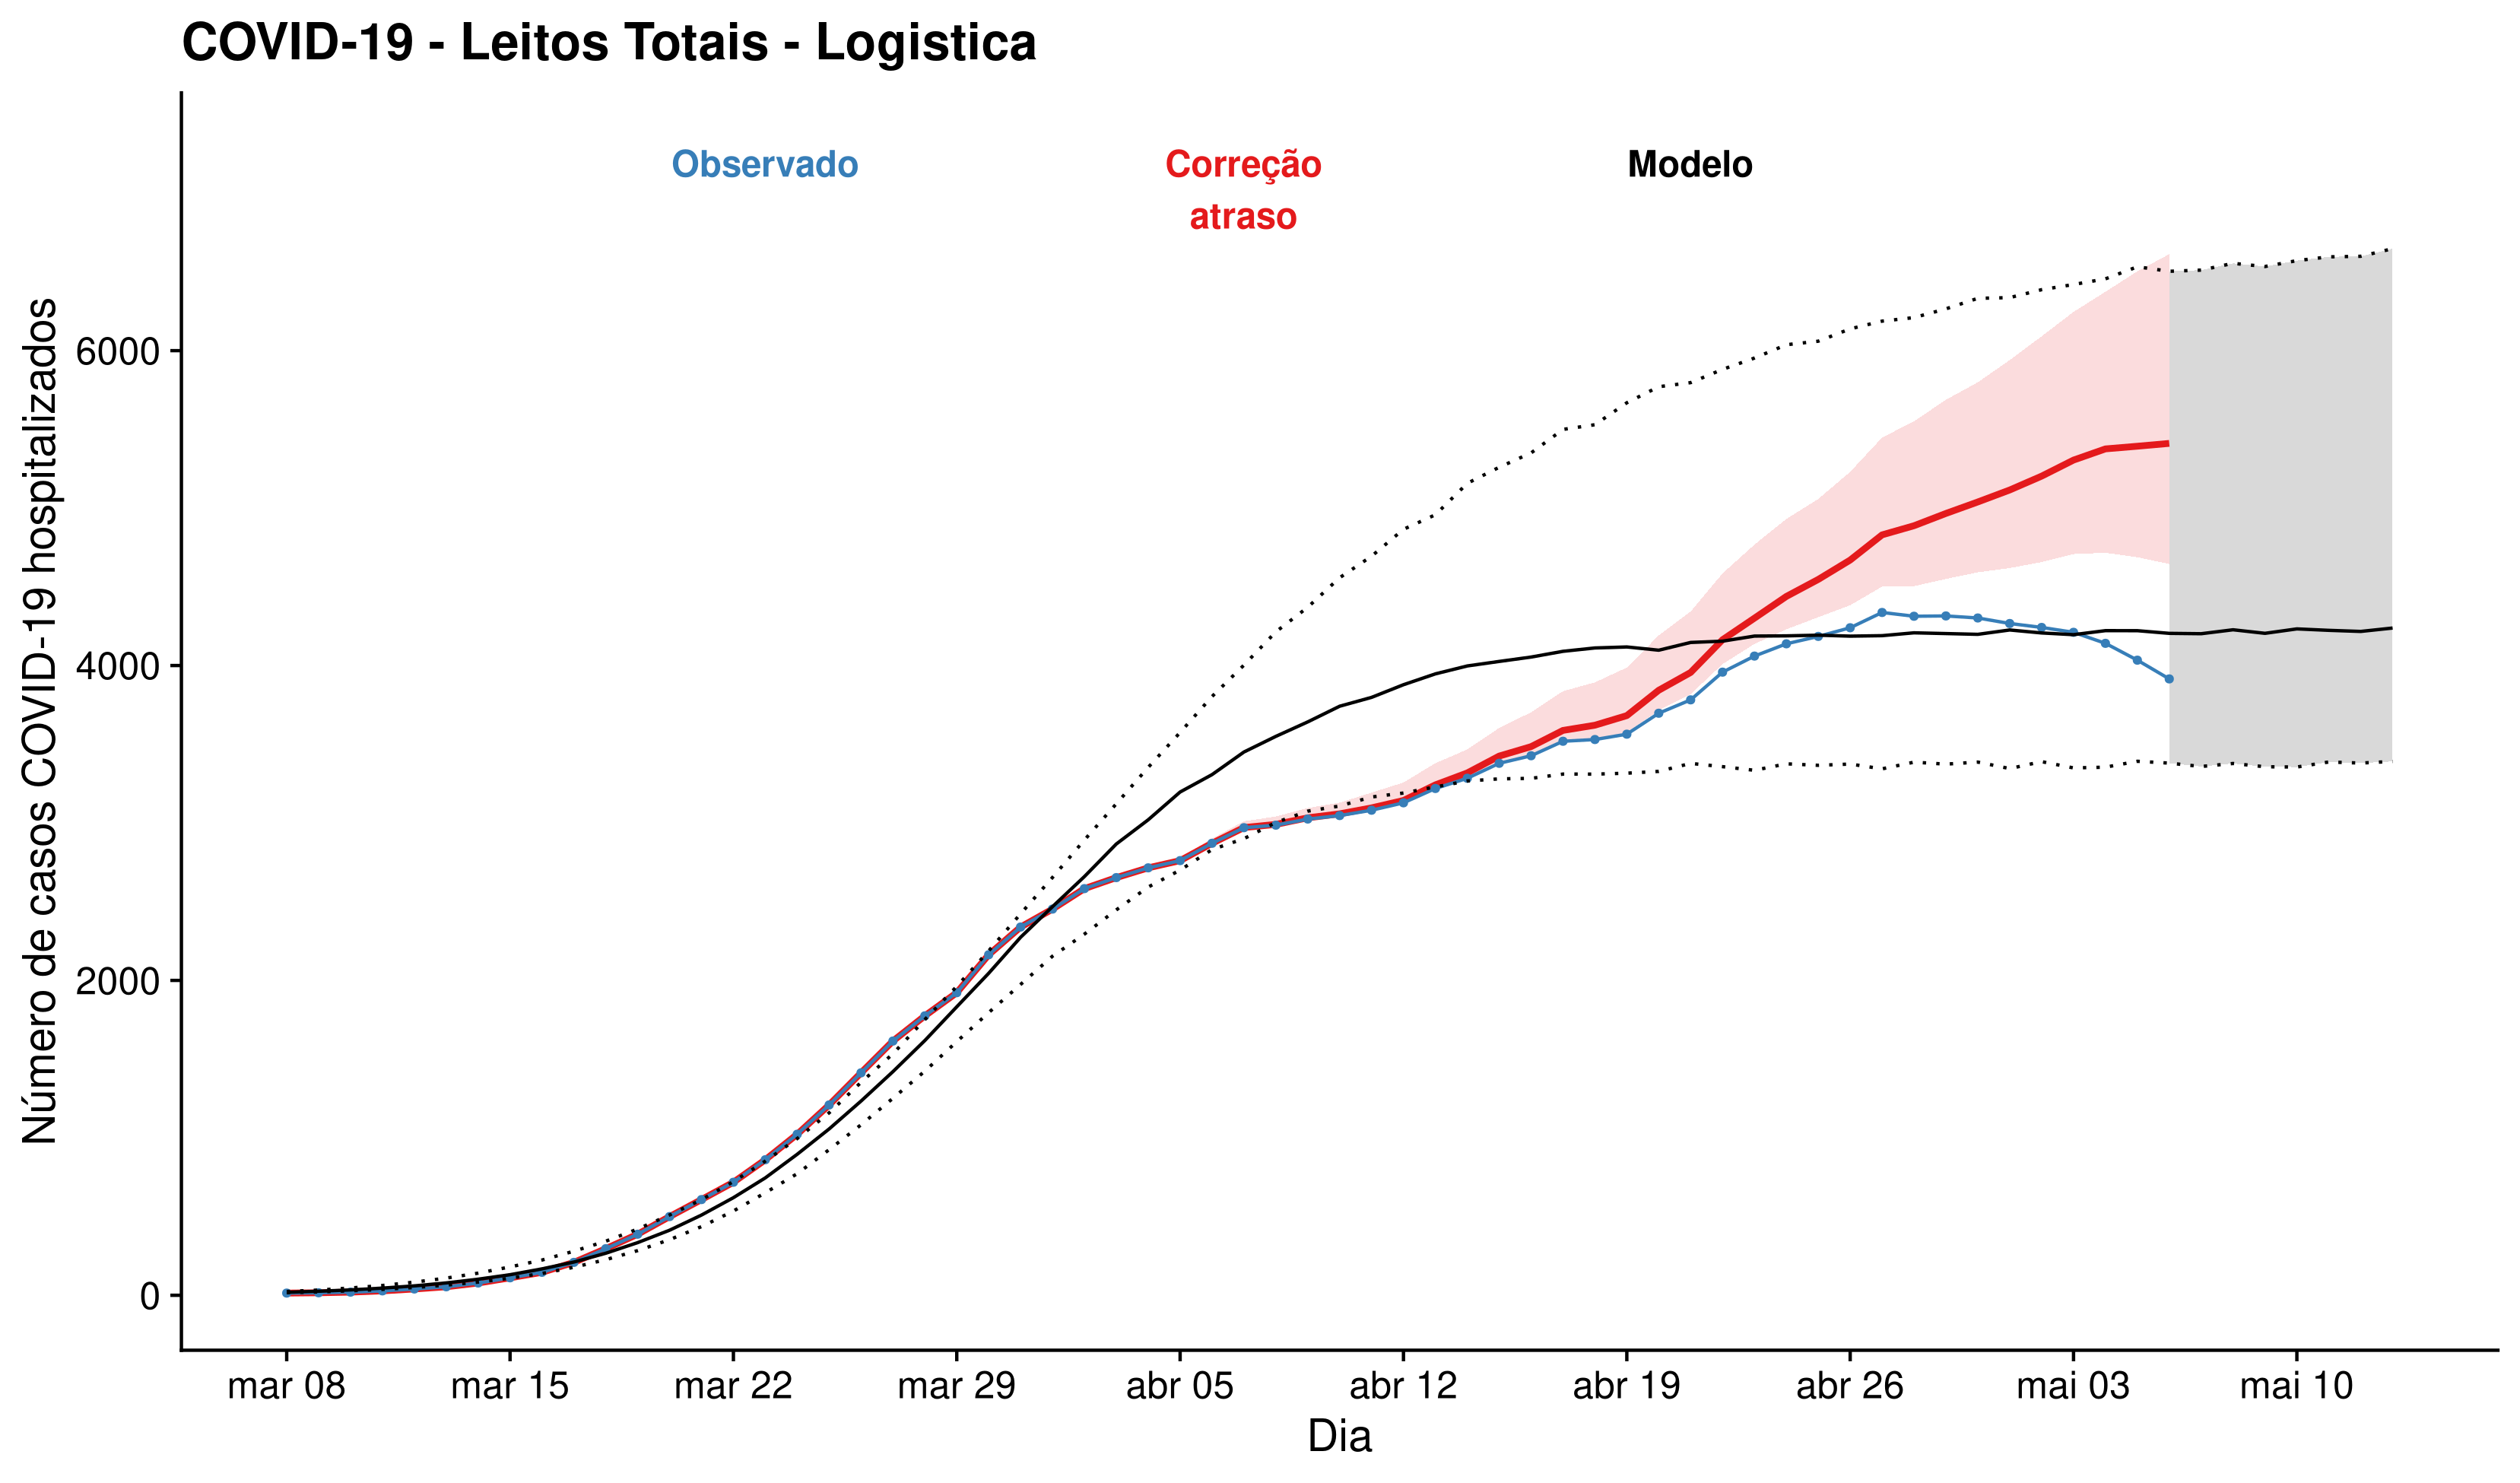 COVID-19 - Leitos Totais - Logistica
Observado
Correção
atraso
Modelo
Número de casos COVID-19 hospitalizados
6000
4000
2000
0
mar 08
mar 15
mar 22
mar 29
abr 05
abr 12
abr 19
abr 26
mai 03
mai 10
Dia